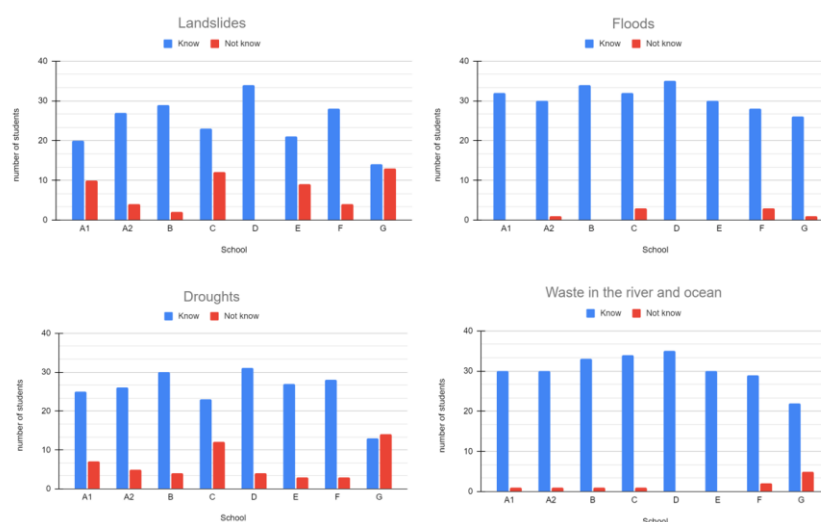 Landslides
Know Not know
40
30
20
10
0
number of students
A1 A2 B C D E F G
School
Floods
Know Not know
40
30
20
10
0
number of students
A1 A2 B C D E F G
School
Droughts
Know Not know
40
30
20
10
0
number of students
A1 A2 B C D E F G
School
Waste in the river and ocean
Know Not know
40
30
20
10
0
number of students
A1 A2 B C D E F G
School